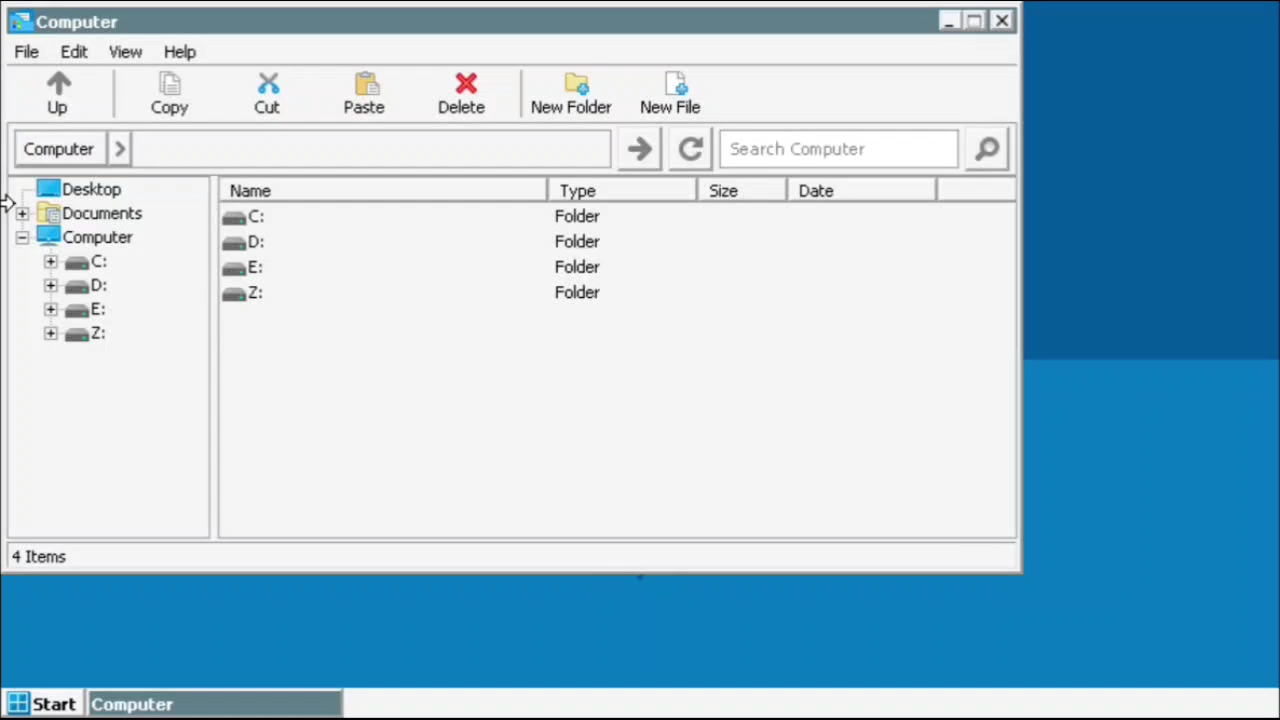 Computer
File Edit View Help
Up Copy Cut Paste Delete New Folder New File
Computer Search Computer
Desktop
Documents
Computer
C:
D:
E:
Z:
Name Type Size Date
C: Folder
D: Folder
E: Folder
Z: Folder
4 Items
Start Computer